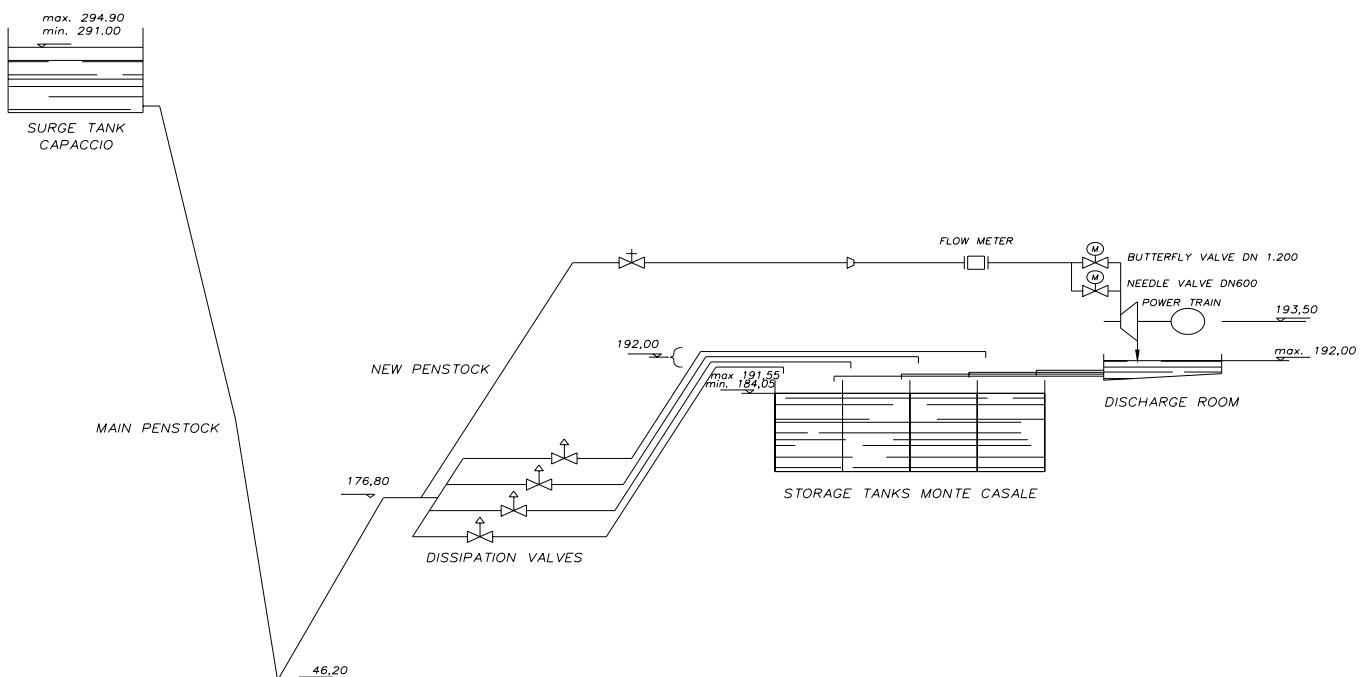 max. 294.90
min. 291.00
SURGE TANK
CAPACCIO
FLOW METER
M
BUTTERFLY VALVE DN 1.200
M
NEEDLE VALVE DN600
POWER TRAIN
193,50
192,00
max. 192,00
NEW PENSTOCK
max 191,55
min. 184,05
DISCHARGE ROOM
MAIN PENSTOCK
176,80
STORAGE TANKS MONTE CASALE
DISSIPATION VALVES
46,20